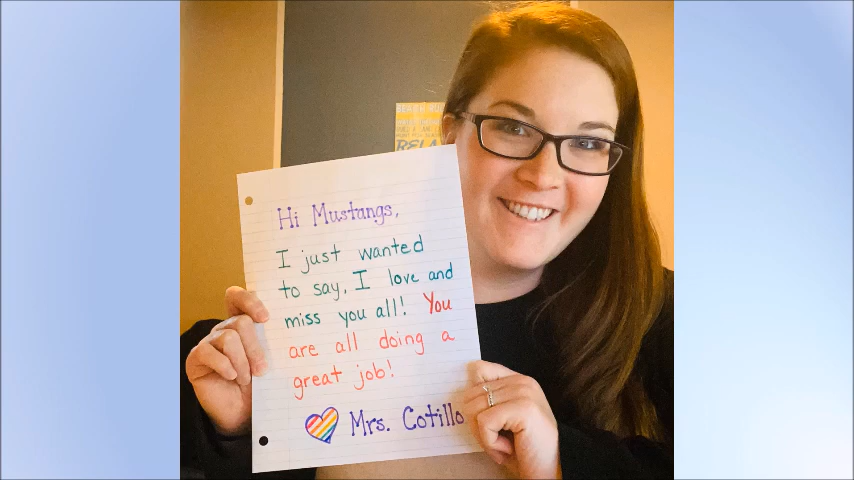 RELA
Hi Mustangs,
I just wanted
to say, I love and
miss you all! You
are all doing a
great job!
Mrs. Cotillo